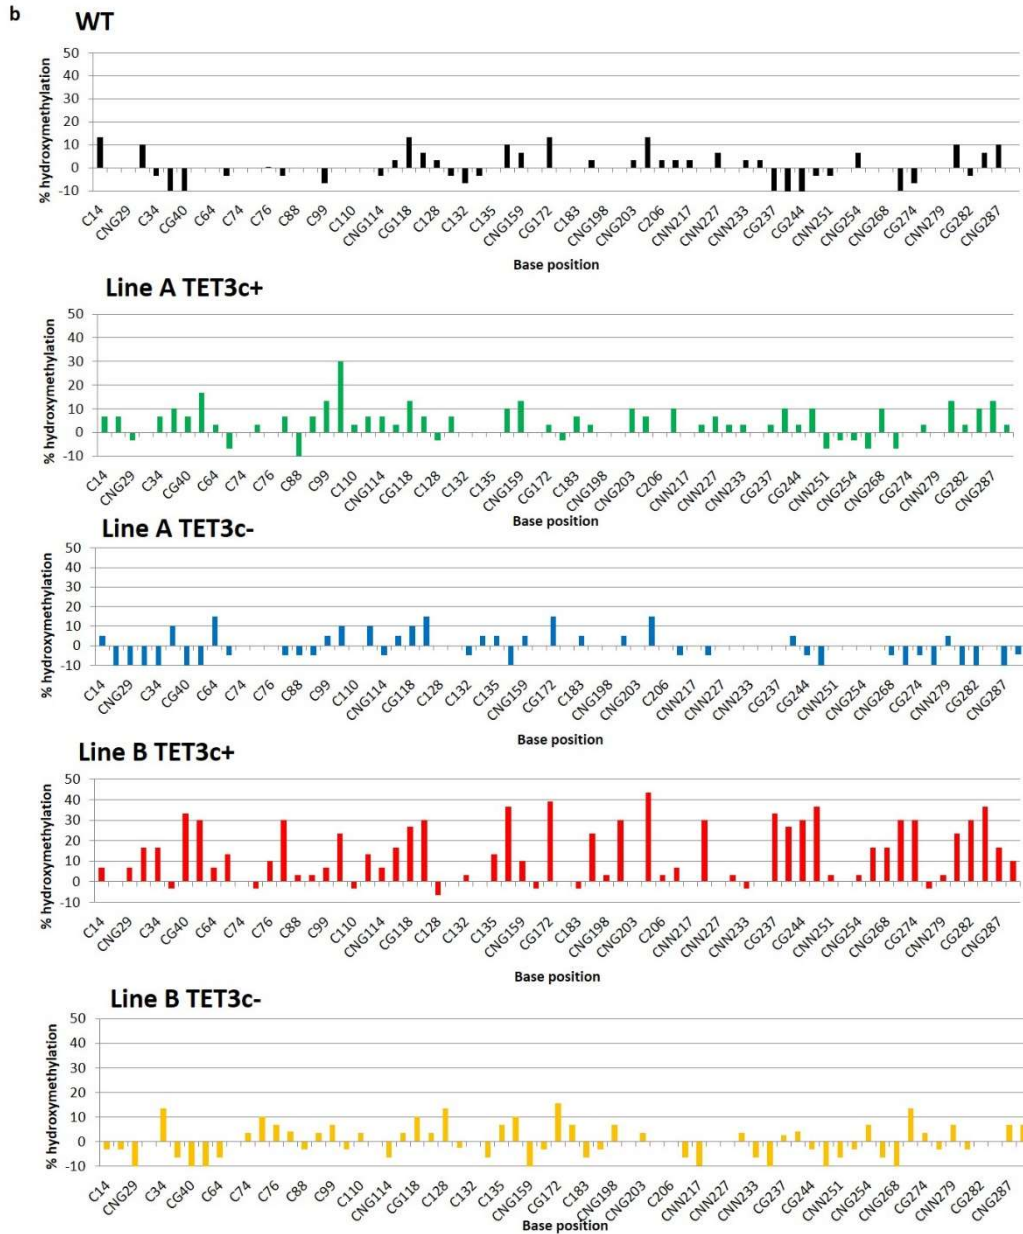 b
WT
% hydroxymethylation
50
40
30
20
10
0
-10
C14 CNG29 C34 CG40 C64 C74 C76 C88 C99 C110 CNG114 CG118 C128 C132 C135 CNG159 CG172 C183 CNG198 CNG203 C206 CNN217 CNN227 CNN233 CG237 CG244 CNN251 CNG254 CNG268 CG274 CNN279 CG282 CNG287
Base position
Line A TET3c+
% hydroxymethylation
50
40
30
20
10
0
-10
C14 CNG29 C34 CG40 C64 C74 C76 C88 C99 C110 CNG114 CG118 C128 C132 C135 CNG159 CG172 C183 CNG198 CNG203 C206 CNN217 CNN227 CNN233 CG237 CG244 CNN251 CNG254 CNG268 CG274 CNN279 CG282 CNG287
Base position
Line A TET3c-
% hydroxymethylation
50
40
30
20
10
0
-10
C14 CNG29 C34 CG40 C64 C74 C76 C88 C99 C110 CNG114 CG118 C128 C132 C135 CNG159 CG172 C183 CNG198 CNG203 C206 CNN217 CNN227 CNN233 CG237 CG244 CNN251 CNG254 CNG268 CG274 CNN279 CG282 CNG287
Base position
Line B TET3c+
% hydroxymethylation
50
40
30
20
10
0
-10
C14 CNG29 C34 CG40 C64 C74 C76 C88 C99 C110 CNG114 CG118 C128 C132 C135 CNG159 CG172 C183 CNG198 CNG203 C206 CNN217 CNN227 CNN233 CG237 CG244 CNN251 CNG254 CNG268 CG274 CNN279 CG282 CNG287
Base position
Line B TET3c-
% hydroxymethylation
50
40
30
20
10
0
-10
C14 CNG29 C34 CG40 C64 C74 C76 C88 C99 C110 CNG114 CG118 C128 C132 C135 CNG159 CG172 C183 CNG198 CNG203 C206 CNN217 CNN227 CNN233 CG237 CG244 CNN251 CNG254 CNG268 CG274 CNN279 CG282 CNG287
Base position